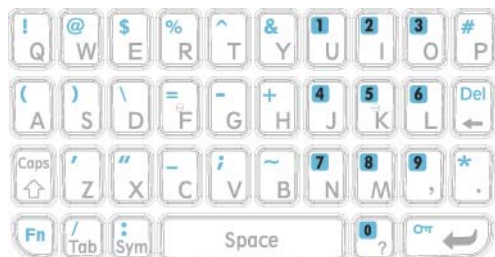 ! @ $ % ^ & 1 2 3 #
Q W E R T Y U I O P
( ) \ = - + 4 5 6 Del
A S D F G H J K L ←
Caps ' " _ ; ~ 7 8 9 *
⇧ Z X C V B N M , .
Fn / : Space 0
Tab Sym ?